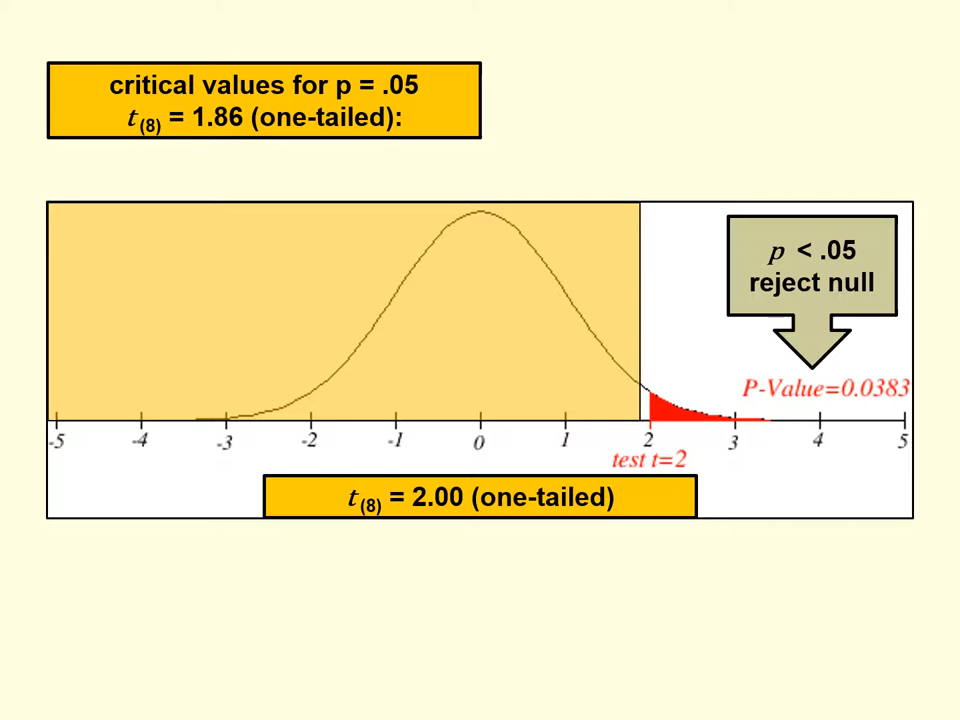 critical values for p = .05
t(8) = 1.86 (one-tailed):
p < .05
reject null
P-Value=0.0383
-5 -4 -3 -2 -1 0 1 2 3 4 5
test t=2
t(8) = 2.00 (one-tailed)